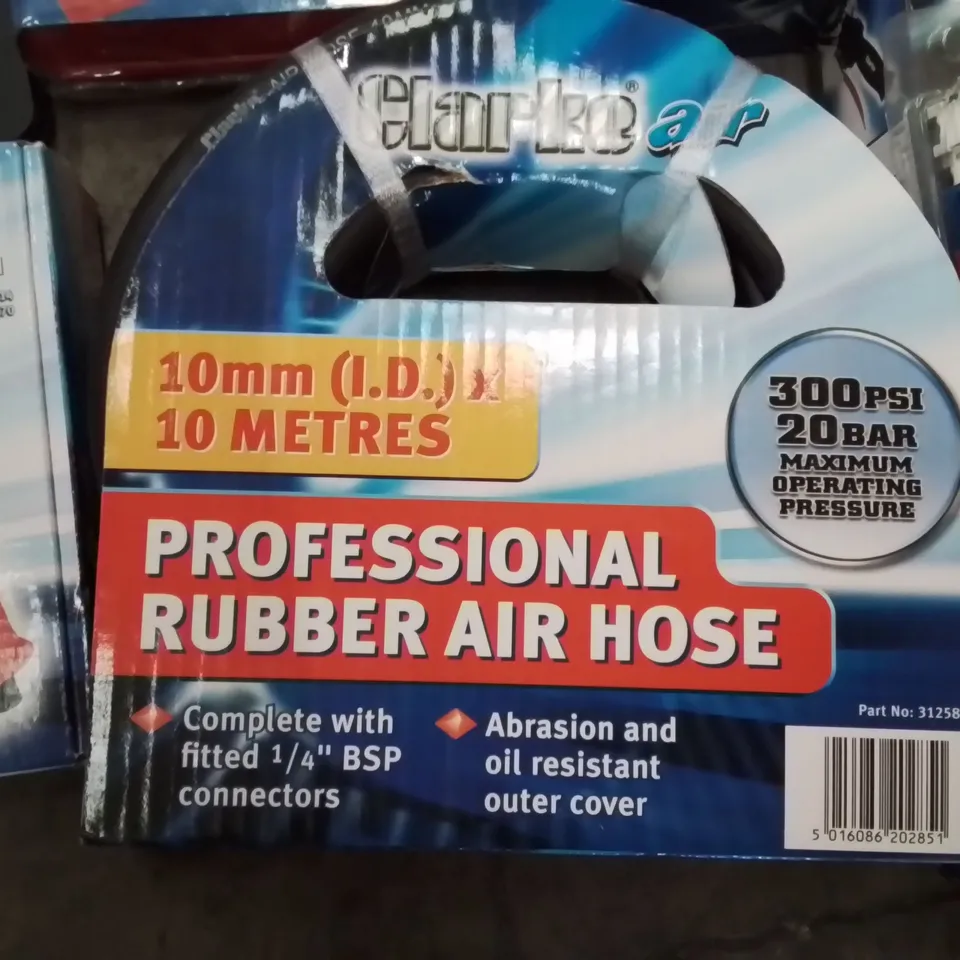 Clarke® air
10mm (I.D.) x
10 METRES
300PSI
20BAR
MAXIMUM
OPERATING
PRESSURE
PROFESSIONAL
RUBBER AIR HOSE
Complete with
fitted 1/4" BSP
connectors
Abrasion and
oil resistant
outer cover
Part No: 31258
5 016086 202851